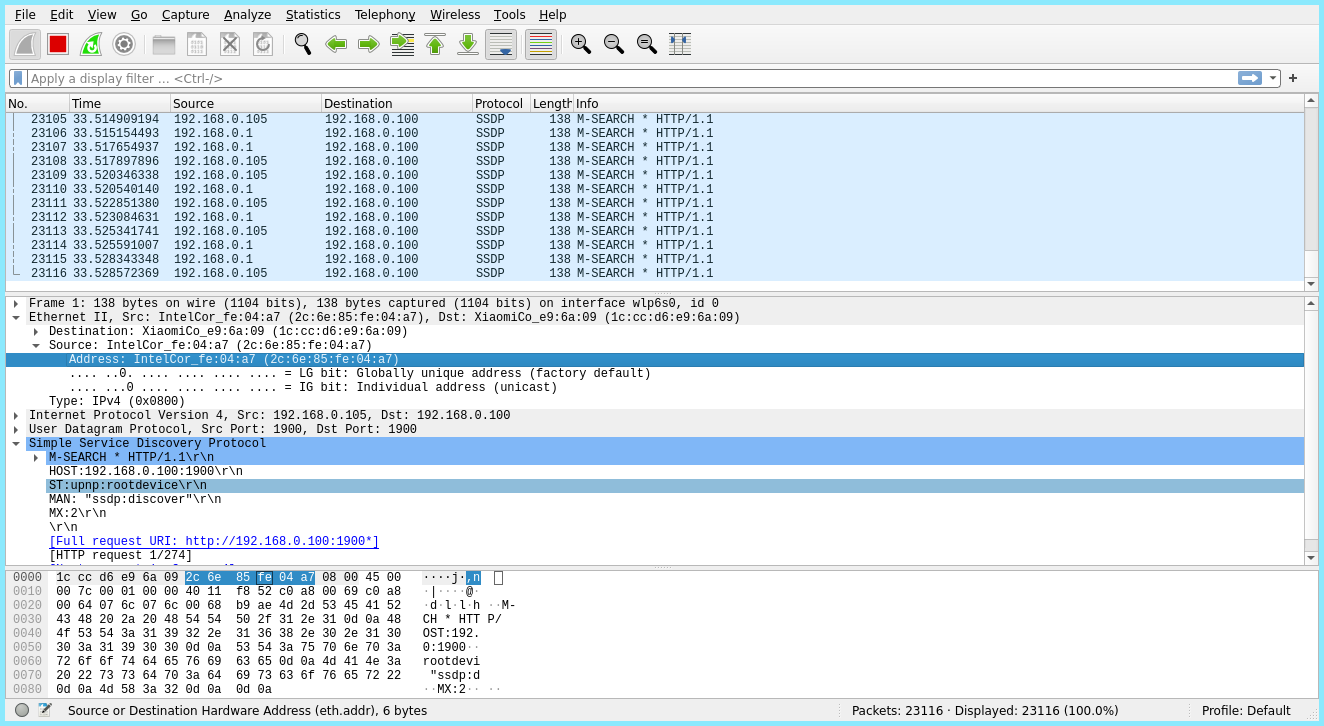 File Edit View Go Capture Analyze Statistics Telephony Wireless Tools Help
Apply a display filter ... <Ctrl-/>
No. Time Source Destination Protocol Length Info
23105 33.514909194 192.168.0.105 192.168.0.100 SSDP 138 M-SEARCH * HTTP/1.1
23106 33.515154493 192.168.0.1 192.168.0.100 SSDP 138 M-SEARCH * HTTP/1.1
23107 33.517654937 192.168.0.1 192.168.0.100 SSDP 138 M-SEARCH * HTTP/1.1
23108 33.517897896 192.168.0.105 192.168.0.100 SSDP 138 M-SEARCH * HTTP/1.1
23109 33.520346338 192.168.0.105 192.168.0.100 SSDP 138 M-SEARCH * HTTP/1.1
23110 33.520540140 192.168.0.1 192.168.0.100 SSDP 138 M-SEARCH * HTTP/1.1
23111 33.522851380 192.168.0.105 192.168.0.100 SSDP 138 M-SEARCH * HTTP/1.1
23112 33.523084631 192.168.0.1 192.168.0.100 SSDP 138 M-SEARCH * HTTP/1.1
23113 33.525341741 192.168.0.105 192.168.0.100 SSDP 138 M-SEARCH * HTTP/1.1
23114 33.525591007 192.168.0.1 192.168.0.100 SSDP 138 M-SEARCH * HTTP/1.1
23115 33.528343348 192.168.0.1 192.168.0.100 SSDP 138 M-SEARCH * HTTP/1.1
23116 33.528572369 192.168.0.105 192.168.0.100 SSDP 138 M-SEARCH * HTTP/1.1
Frame 1: 138 bytes on wire (1104 bits), 138 bytes captured (1104 bits) on interface wlp6s0, id 0
Ethernet II, Src: IntelCor_fe:04:a7 (2c:6e:85:fe:04:a7), Dst: XiaomiCo_e9:6a:09 (1c:cc:d6:e9:6a:09)
Destination: XiaomiCo_e9:6a:09 (1c:cc:d6:e9:6a:09)
Source: IntelCor_fe:04:a7 (2c:6e:85:fe:04:a7)
Address: IntelCor_fe:04:a7 (2c:6e:85:fe:04:a7)
.... ..0. .... .... .... .... = LG bit: Globally unique address (factory default)
.... ...0 .... .... .... .... = IG bit: Individual address (unicast)
Type: IPv4 (0x0800)
Internet Protocol Version 4, Src: 192.168.0.105, Dst: 192.168.0.100
User Datagram Protocol, Src Port: 1900, Dst Port: 1900
Simple Service Discovery Protocol
M-SEARCH * HTTP/1.1\r\n
HOST:192.168.0.100:1900\r\n
ST:upnp:rootdevice\r\n
MAN: "ssdp:discover"\r\n
MX:2\r\n
\r\n
[Full request URI: http://192.168.0.100:1900*]
[HTTP request 1/274]
0000 1c cc d6 e9 6a 09 2c 6e 85 fe 04 a7 08 00 45 00 ····j·,n
0010 00 7c 00 01 00 00 40 11 f8 52 c0 a8 00 69 c0 a8 ·|····@·
0020 00 64 07 6c 07 6c 00 68 b9 ae 4d 2d 53 45 41 52 ·d·l·l·h ··M-
0030 43 48 20 2a 20 48 54 54 50 2f 31 2e 31 0d 0a 48 CH * HTT P/
0040 4f 53 54 3a 31 39 32 2e 31 36 38 2e 30 2e 31 30 OST:192.
0050 30 3a 31 39 30 30 0d 0a 53 54 3a 75 70 6e 70 3a 0:1900··
0060 72 6f 6f 74 64 65 76 69 63 65 0d 0a 4d 41 4e 3a rootdevi
0070 20 22 73 73 64 70 3a 64 69 73 63 6f 76 65 72 22 "ssdp:d
0080 0d 0a 4d 58 3a 32 0d 0a 0d 0a ··MX:2·· ··
Source or Destination Hardware Address (eth.addr), 6 bytes Packets: 23116 · Displayed: 23116 (100.0%) Profile: Default